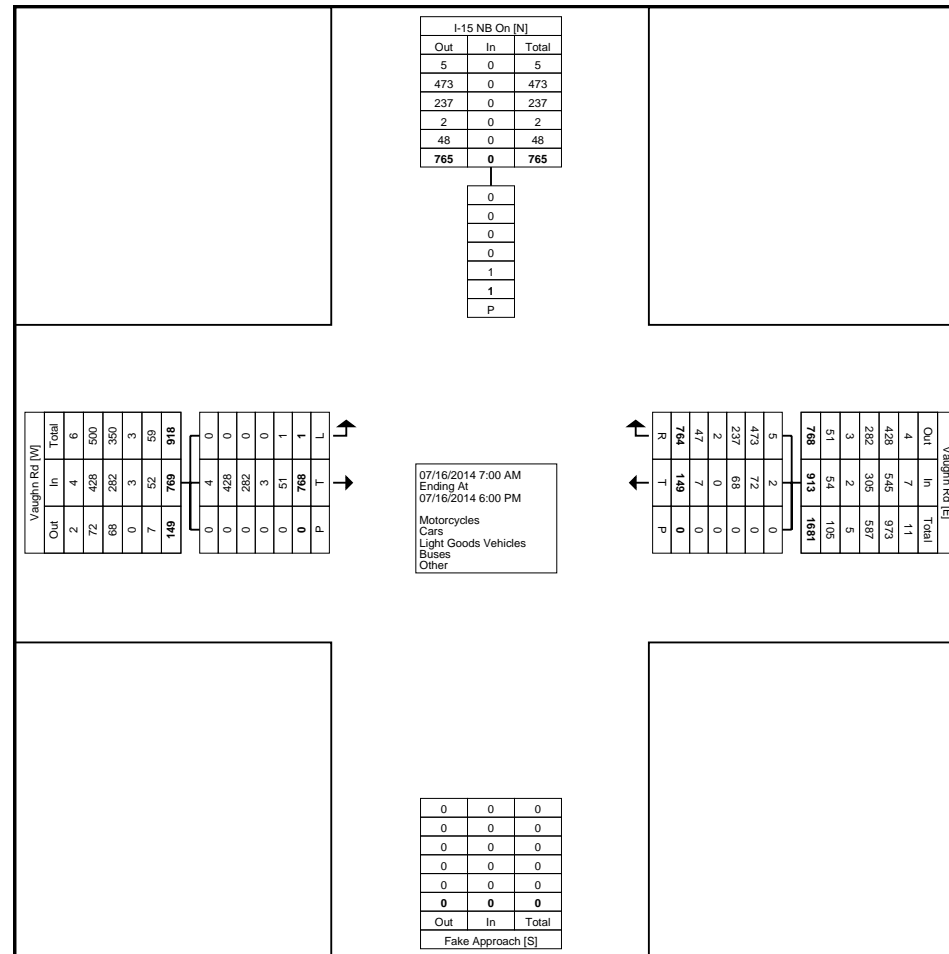 I-15 NB On [N]
Out In Total
5 0 5
473 0 473
237 0 237
2 0 2
48 0 48
765 0 765
0
0
0
0
1
1
P
Vaughn Rd [W]
Out In Total
2 4 6
72 428 500
68 282 350
0 3 3
7 52 59
149 769 918
0 4 0
0 428 0
0 282 0
0 3 0
0 51 1
0 768 1
P T L
07/16/2014 7:00 AM
Ending At
07/16/2014 6:00 PM
Motorcycles
Cars
Light Goods Vehicles
Buses
Other
Vaughn Rd [E]
Out In Total
4 7 11
428 545 973
282 305 587
3 2 5
51 54 105
768 913 1681
5 2 0
473 72 0
237 68 0
2 0 0
47 7 0
764 149 0
R T P
0 0 0
0 0 0
0 0 0
0 0 0
0 0 0
0 0 0
Out In Total
Fake Approach [S]